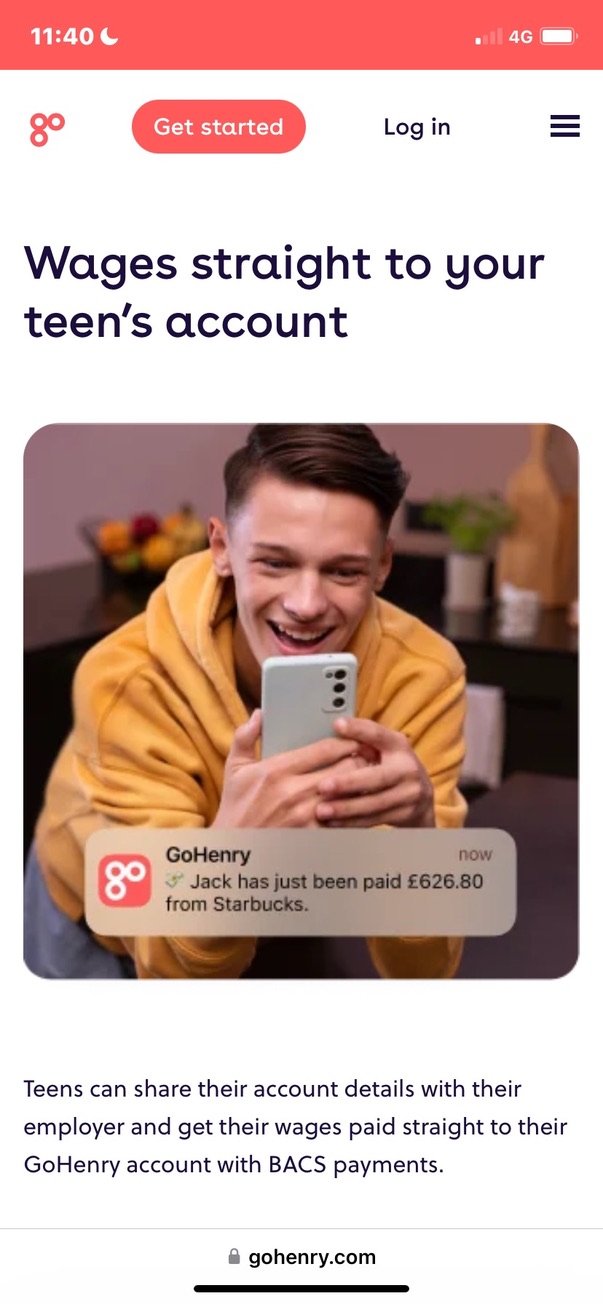 11:40
4G
go
Get started
Log in
Wages straight to your
teen's account
GoHenry
now
Jack has just been paid £626.80
from Starbucks.
Teens can share their account details with their
employer and get their wages paid straight to their
GoHenry account with BACS payments.
gohenry.com